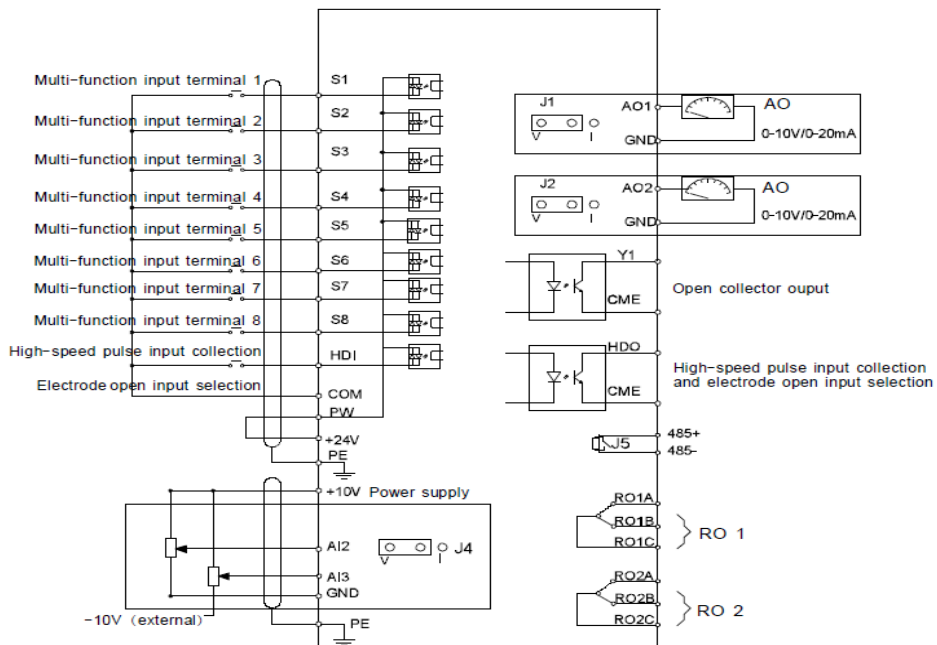 Multi-function input terminal 1
S1
Multi-function input terminal 2
S2
Multi-function input terminal 3
S3
Multi-function input terminal 4
S4
Multi-function input terminal 5
S5
Multi-function input terminal 6
S6
Multi-function input terminal 7
S7
Multi-function input terminal 8
S8
High-speed pulse input collection
HDI
Electrode open input selection
COM
PW
+24V
PE
+10V Power supply
AI2
V
I
J4
AI3
GND
-10V (external)
PE
J1
V
I
AO1
AO
GND
0-10V/0-20mA
J2
V
I
AO2
AO
GND
0-10V/0-20mA
Y1
CME
Open collector ouput
HDO
CME
High-speed pulse input collection
and electrode open input selection
J5
485+
485-
RO1A
RO1B
RO1C
RO 1
RO2A
RO2B
RO2C
RO 2